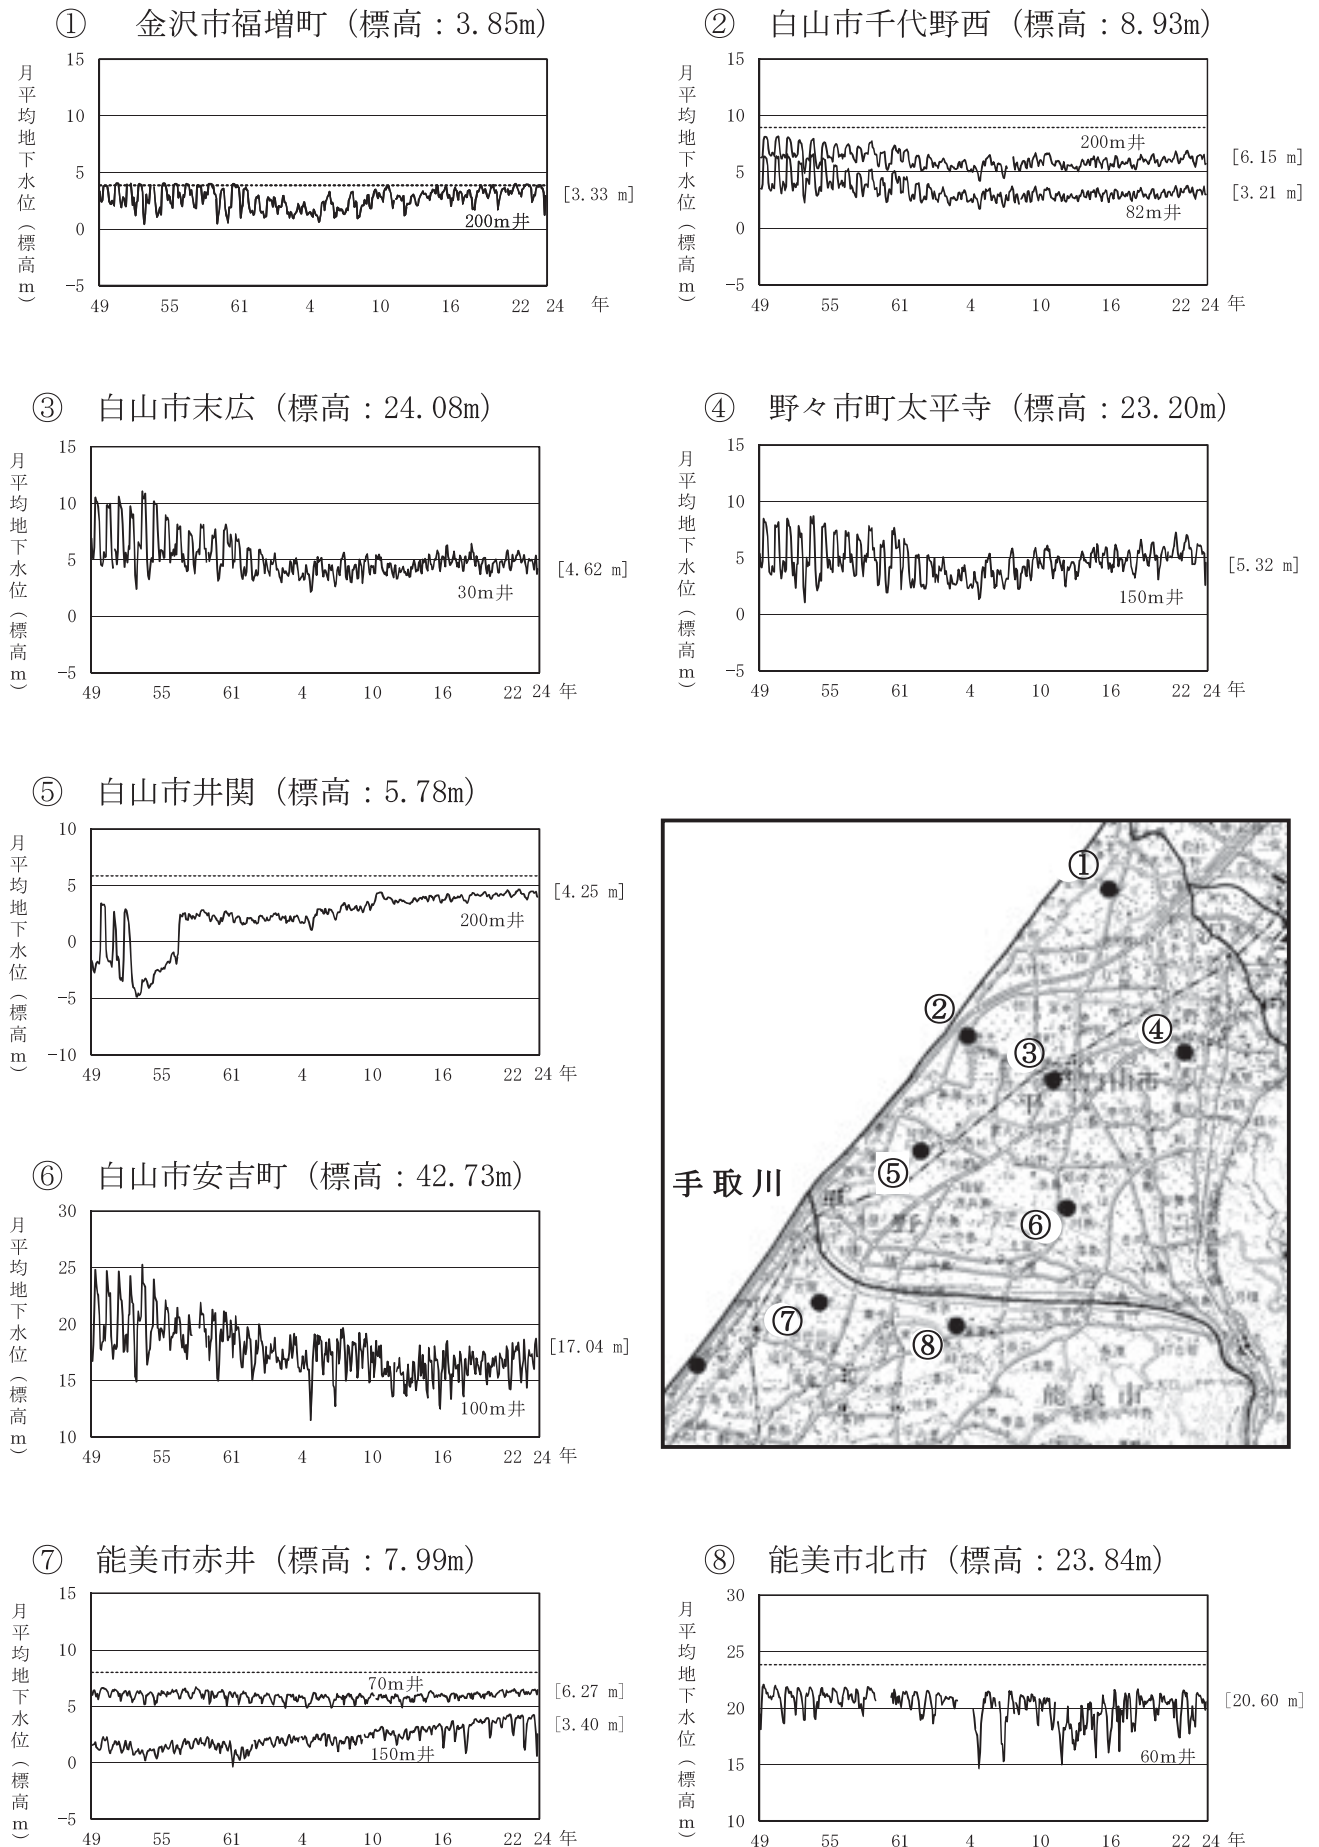 ① 金沢市福増町（標高：3.85m）
月平均地下水位（標高m）
15
10
5
0
−5
200m井
[3.33 m]
49 55 61 4 10 16 22 24 年
② 白山市千代野西（標高：8.93m）
月平均地下水位（標高m）
15
10
5
0
−5
200m井
82m井
[6.15 m]
[3.21 m]
49 55 61 4 10 16 22 24 年
③ 白山市末広（標高：24.08m）
月平均地下水位（標高m）
15
10
5
0
−5
30m井
[4.62 m]
49 55 61 4 10 16 22 24 年
④ 野々市町太平寺（標高：23.20m）
月平均地下水位（標高m）
15
10
5
0
−5
150m井
[5.32 m]
49 55 61 4 10 16 22 24 年
⑤ 白山市井関（標高：5.78m）
月平均地下水位（標高m）
10
5
0
−5
−10
200m井
[4.25 m]
49 55 61 4 10 16 22 24 年
①
②
③
④
白山市
⑤
手取川
⑥
⑦
⑧
能美市
⑥ 白山市安吉町（標高：42.73m）
月平均地下水位（標高m）
30
25
20
15
10
100m井
[17.04 m]
49 55 61 4 10 16 22 24 年
⑦ 能美市赤井（標高：7.99m）
月平均地下水位（標高m）
15
10
5
0
−5
70m井
150m井
[6.27 m]
[3.40 m]
49 55 61 4 10 16 22 24 年
⑧ 能美市北市（標高：23.84m）
月平均地下水位（標高m）
30
25
20
15
10
60m井
[20.60 m]
49 55 61 4 10 16 22 24 年